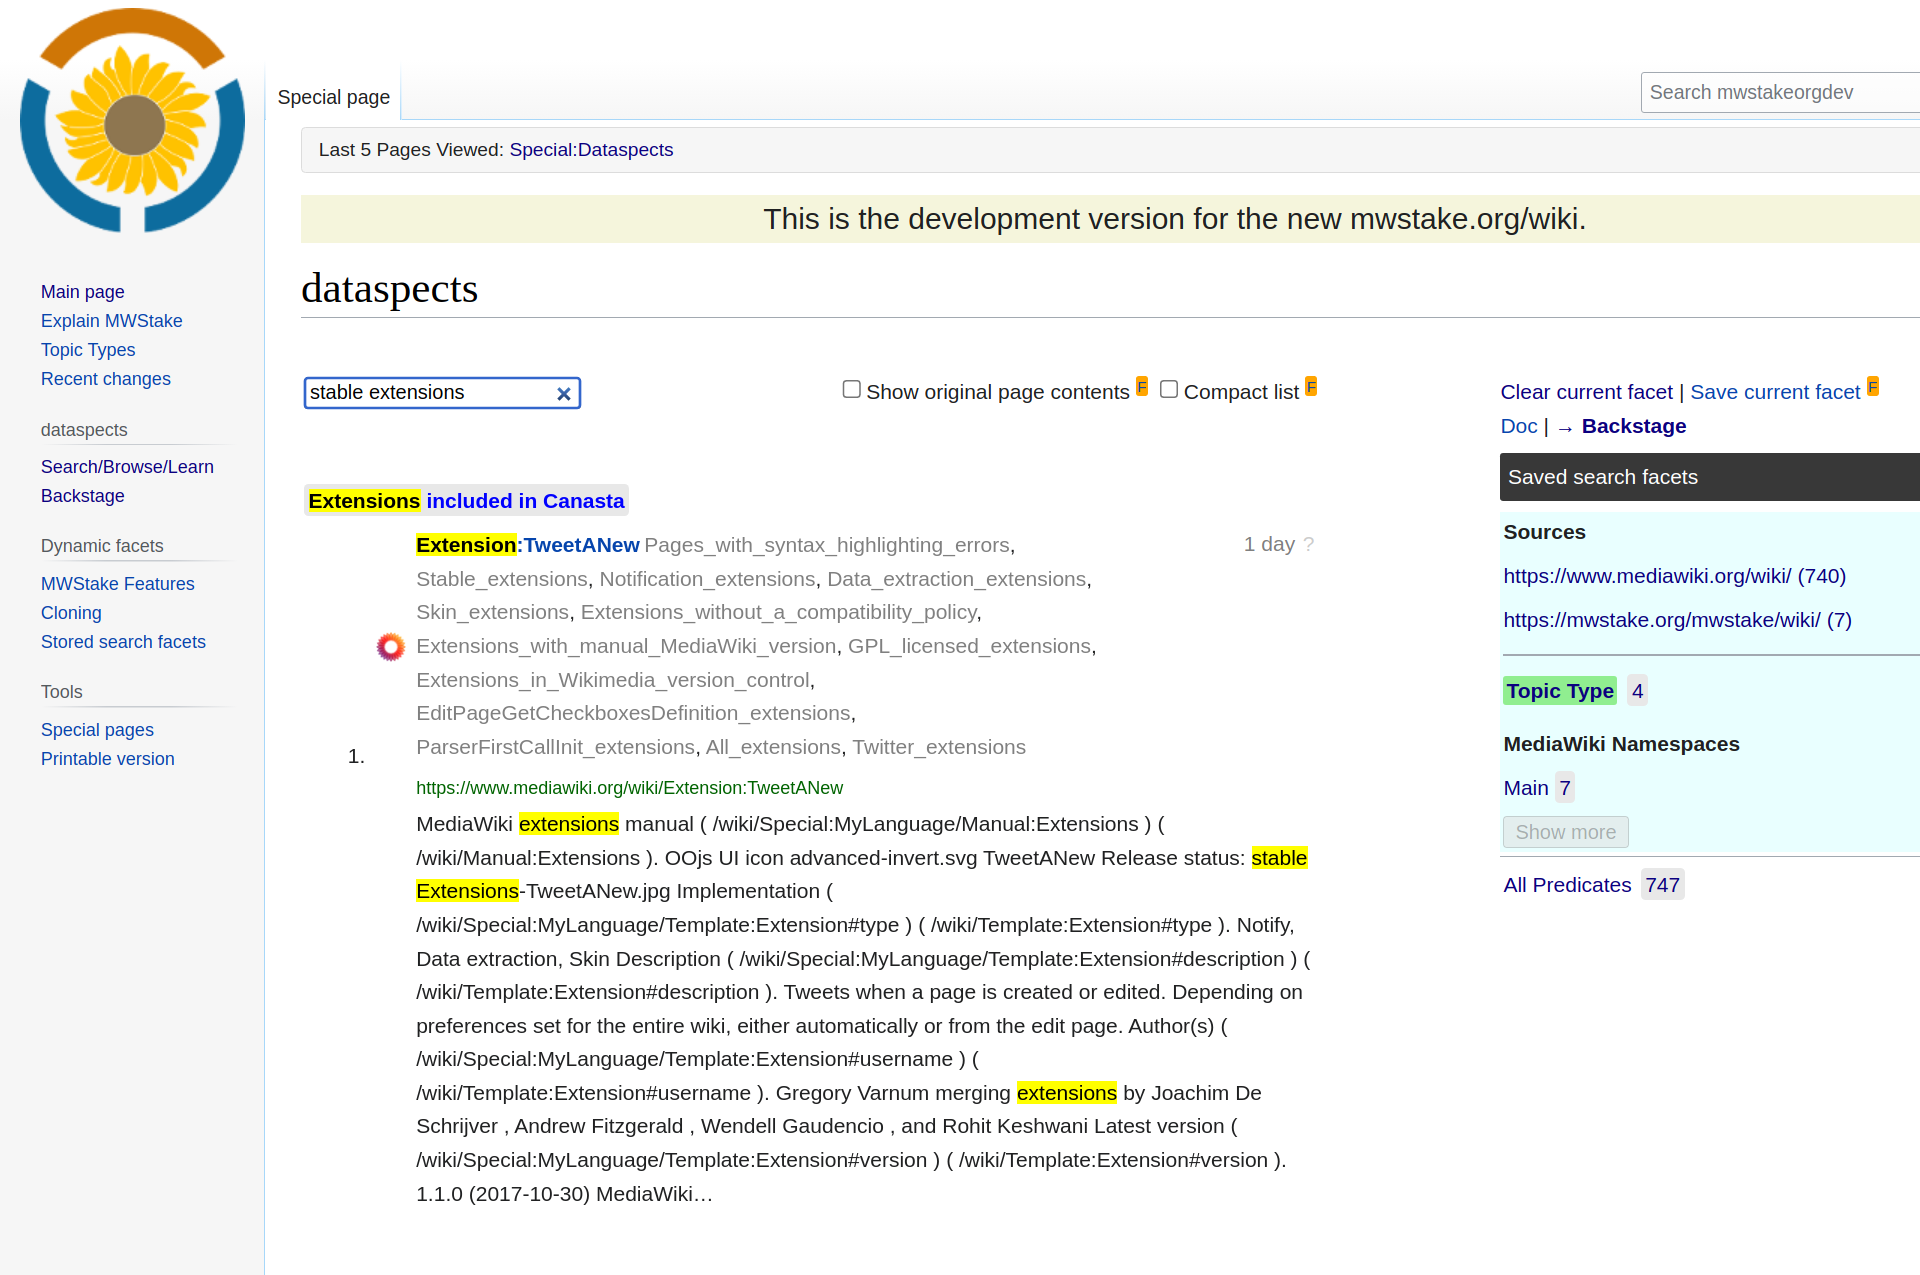 Special page
Search mwstakeorgdev
Last 5 Pages Viewed: Special:Dataspects
This is the development version for the new mwstake.org/wiki.
dataspects
Main page
Explain MWStake
Topic Types
Recent changes
dataspects
Search/Browse/Learn
Backstage
Dynamic facets
MWStake Features
Cloning
Stored search facets
Tools
Special pages
Printable version
stable extensions
Show original page contents F Compact list F
Extensions included in Canasta
1.
Extension:TweetANew Pages_with_syntax_highlighting_errors,
1 day ?
Stable_extensions, Notification_extensions, Data_extraction_extensions,
Skin_extensions, Extensions_without_a_compatibility_policy,
Extensions_with_manual_MediaWiki_version, GPL_licensed_extensions,
Extensions_in_Wikimedia_version_control,
EditPageGetCheckboxesDefinition_extensions,
ParserFirstCallInit_extensions, All_extensions, Twitter_extensions
https://www.mediawiki.org/wiki/Extension:TweetANew
MediaWiki extensions manual ( /wiki/Special:MyLanguage/Manual:Extensions ) (
/wiki/Manual:Extensions ). OOjs UI icon advanced-invert.svg TweetANew Release status: stable
Extensions-TweetANew.jpg Implementation (
/wiki/Special:MyLanguage/Template:Extension#type ) ( /wiki/Template:Extension#type ). Notify,
Data extraction, Skin Description ( /wiki/Special:MyLanguage/Template:Extension#description ) (
/wiki/Template:Extension#description ). Tweets when a page is created or edited. Depending on
preferences set for the entire wiki, either automatically or from the edit page. Author(s) (
/wiki/Special:MyLanguage/Template:Extension#username ) (
/wiki/Template:Extension#username ). Gregory Varnum merging extensions by Joachim De
Schrijver , Andrew Fitzgerald , Wendell Gaudencio , and Rohit Keshwani Latest version (
/wiki/Special:MyLanguage/Template:Extension#version ) ( /wiki/Template:Extension#version ).
1.1.0 (2017-10-30) MediaWiki…
Clear current facet | Save current facet F
Doc | → Backstage
Saved search facets
Sources
https://www.mediawiki.org/wiki/ (740)
https://mwstake.org/mwstake/wiki/ (7)
Topic Type 4
MediaWiki Namespaces
Main 7
Show more
All Predicates 747